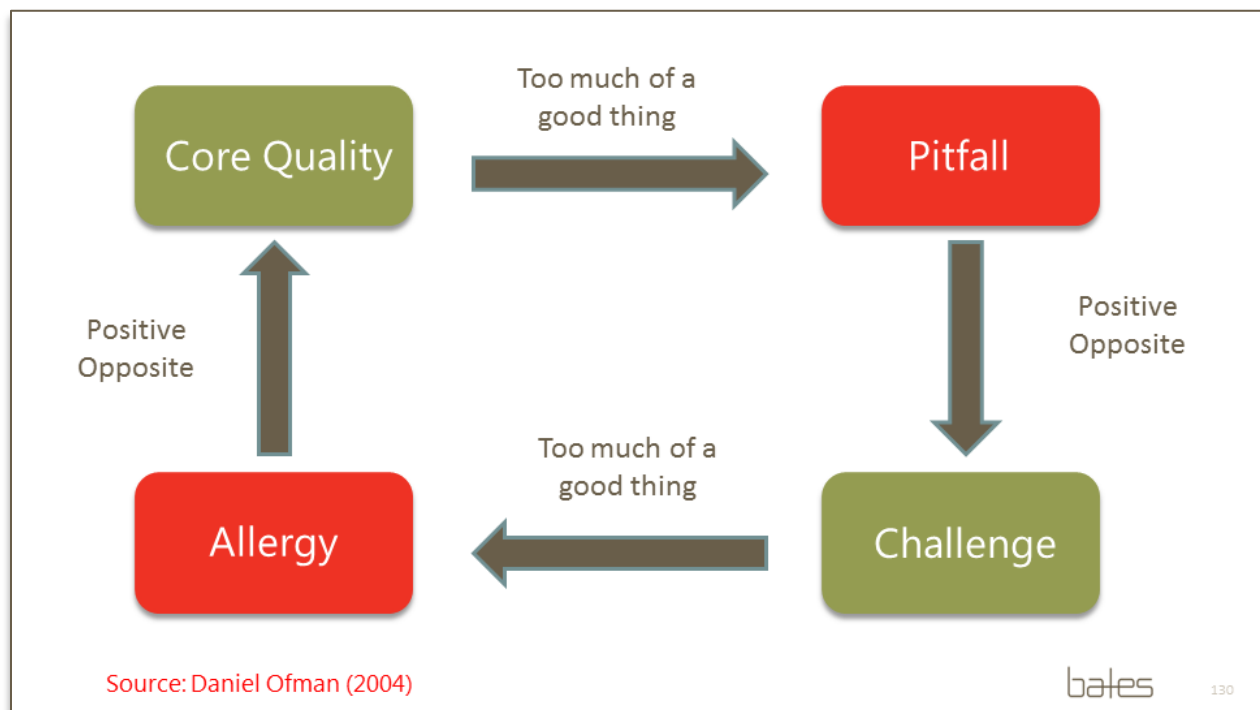 Too much of a
good thing
Core Quality
Pitfall
Positive
Opposite
Positive
Opposite
Too much of a
good thing
Allergy
Challenge
Source: Daniel Ofman (2004)
bates
130